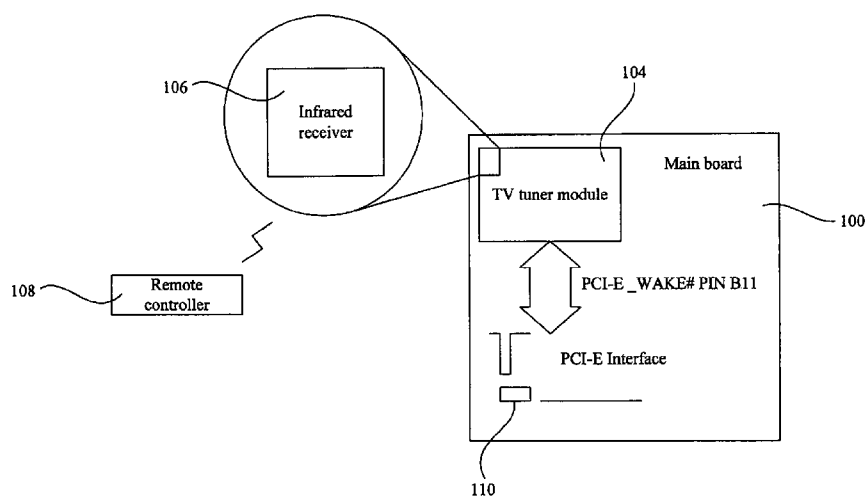 106
Infrared
receiver
104
Main board
TV tuner module
100
108
Remote
controller
PCI-E _WAKE# PIN B11
PCI-E Interface
110